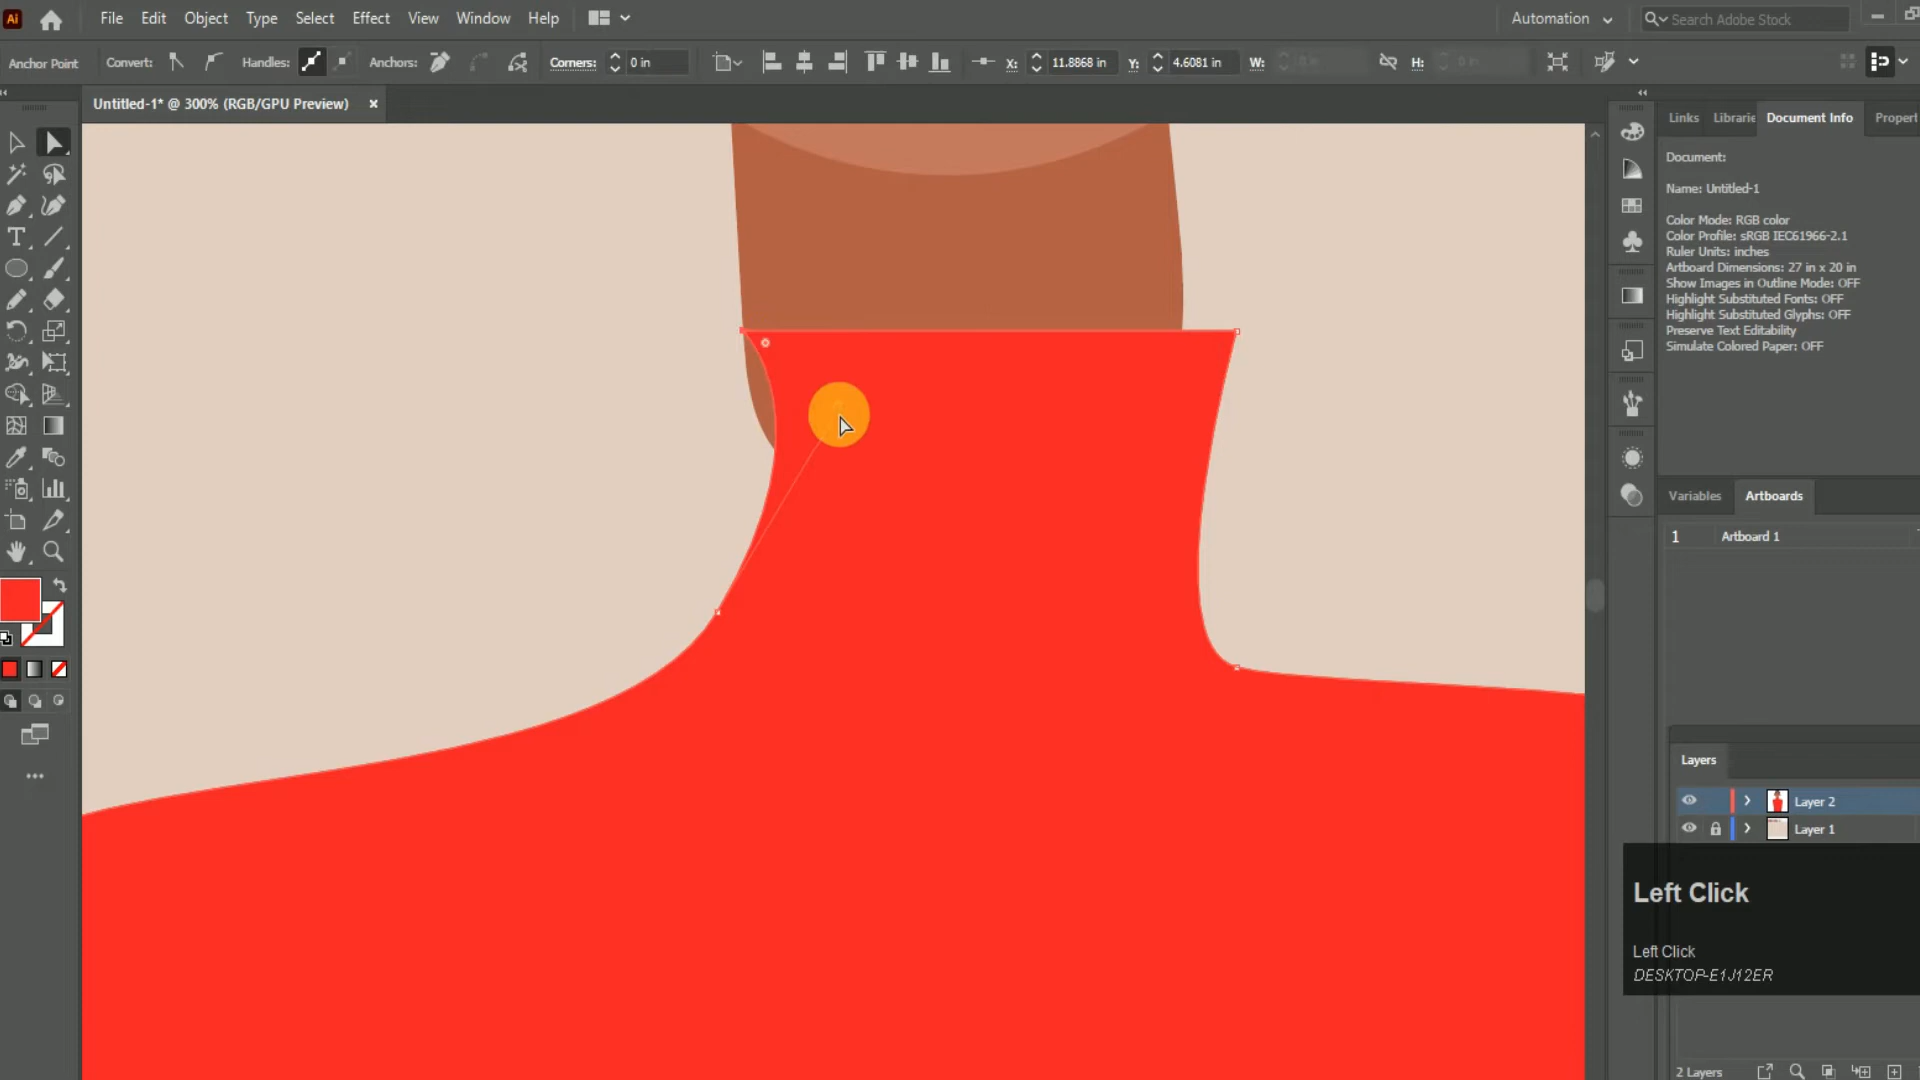 Ai File Edit Object Type Select Effect View Window Help Automation Search Adobe Stock
Anchor Point Convert: Handles: Anchors: Corners: 0 in X: 11.8868 in Y: 4.6081 in W: 0 in H: 0 in
Untitled-1* @ 300% (RGB/GPU Preview) ×
Links Librarie Document Info Propert
Document:
Name: Untitled-1
Color Mode: RGB color
Color Profile: sRGB IEC61966-2.1
Ruler Units: inches
Artboard Dimensions: 27 in x 20 in
Show Images in Outline Mode: OFF
Highlight Substituted Fonts: OFF
Highlight Substituted Glyphs: OFF
Preserve Text Editability
Simulate Colored Paper: OFF
Variables Artboards
1 Artboard 1
Layers
Layer 2
Layer 1
Left Click
Left Click
DESKTOP-E1J12ER
2 Layers